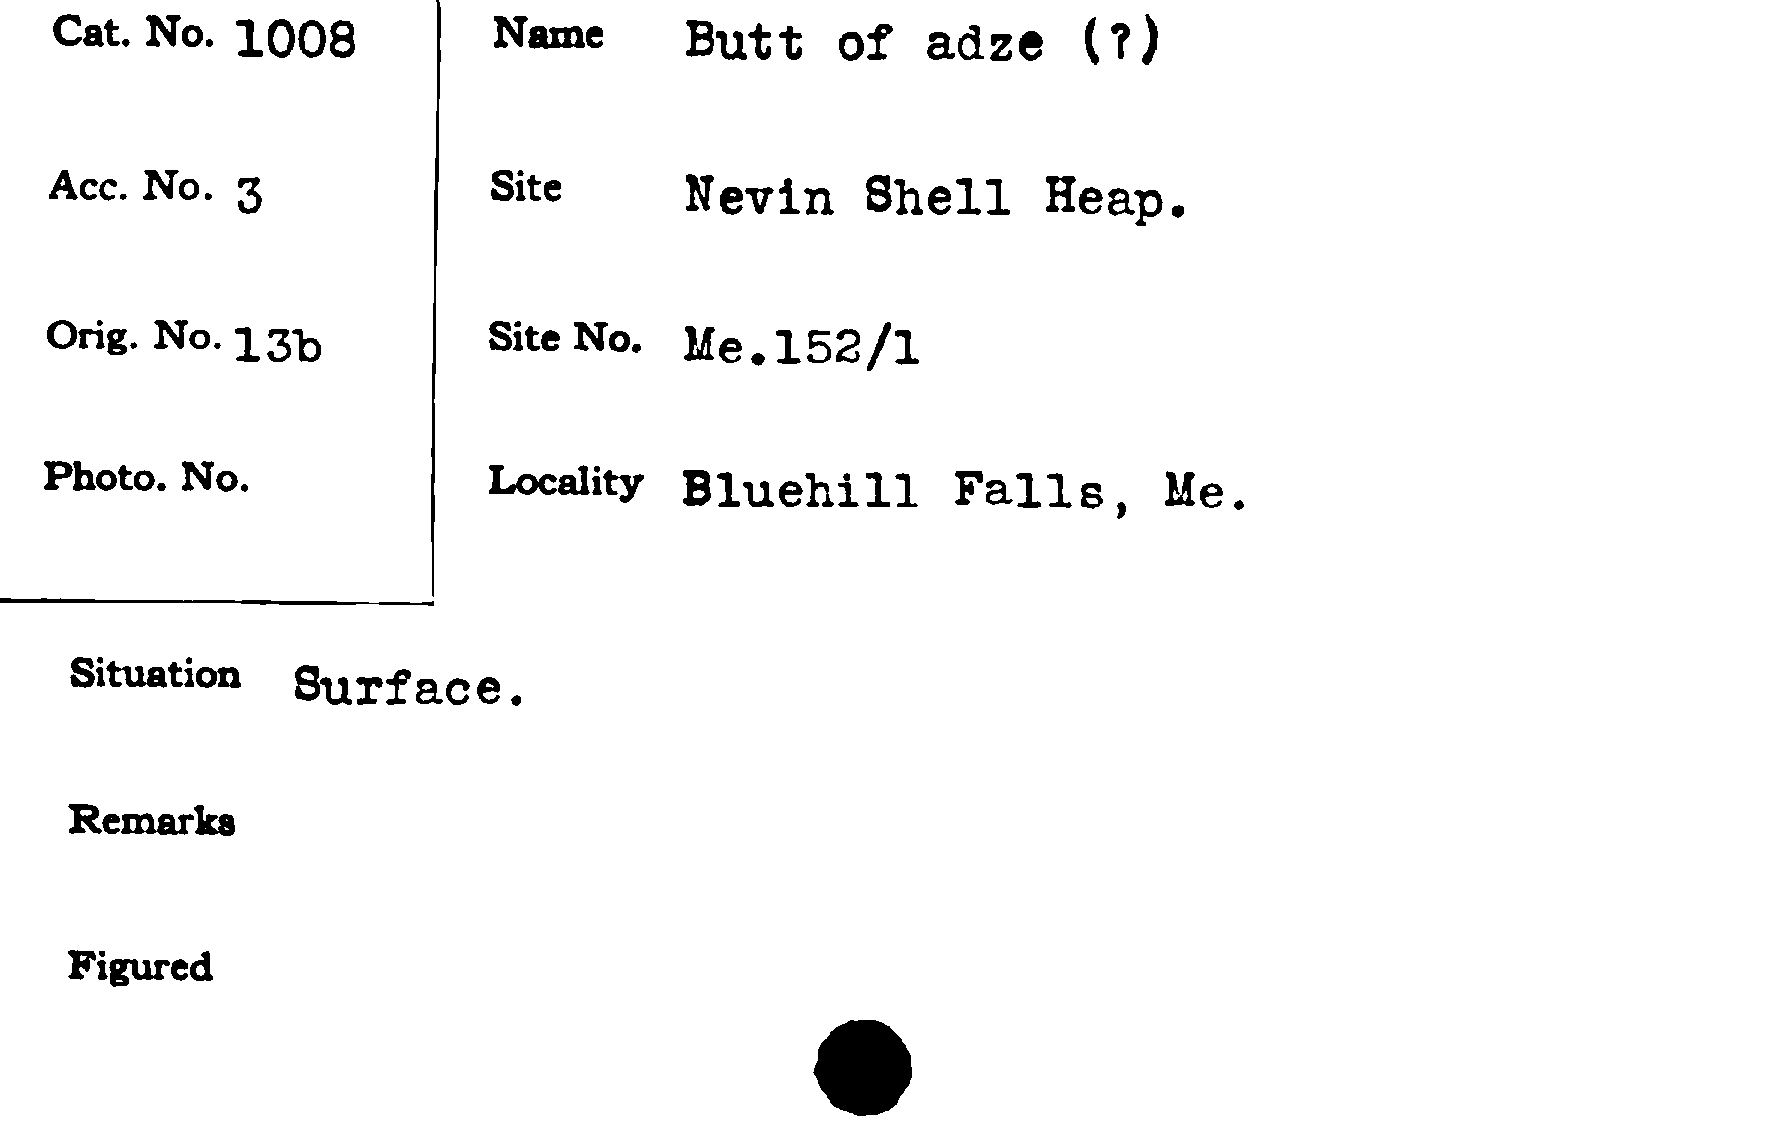 Cat. No. 1008
Name Butt of adze (?)
Acc. No. 3
Site Nevin Shell Heap.
Orig. No. 13b
Site No. Me.152/1
Photo. No.
Locality Bluehill Falls, Me.
Situation Surface.
Remarks
Figured